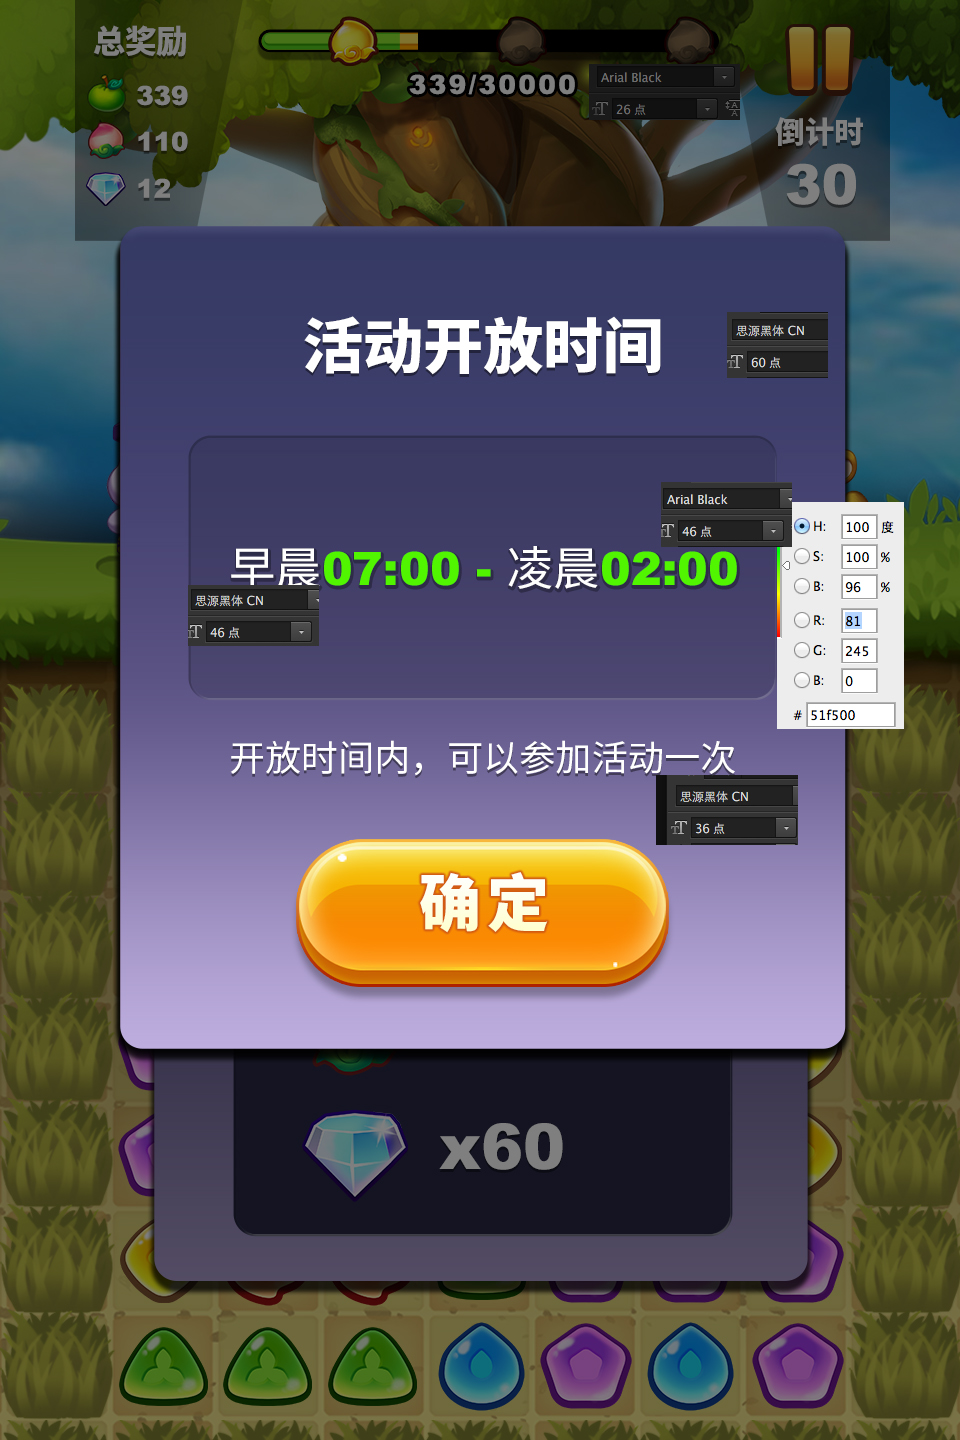 总奖励
339
110
12
339/30000
Arial Black
26 点
倒计时
30
活动开放时间
思源黑体 CN
60 点
Arial Black
46 点
早晨07:00 - 凌晨02:00
思源黑体 CN
46 点
H: 100 度
S: 100 %
B: 96 %
R: 81
G: 245
B: 0
# 51f500
开放时间内，可以参加活动一次
思源黑体 CN
36 点
确定
x60